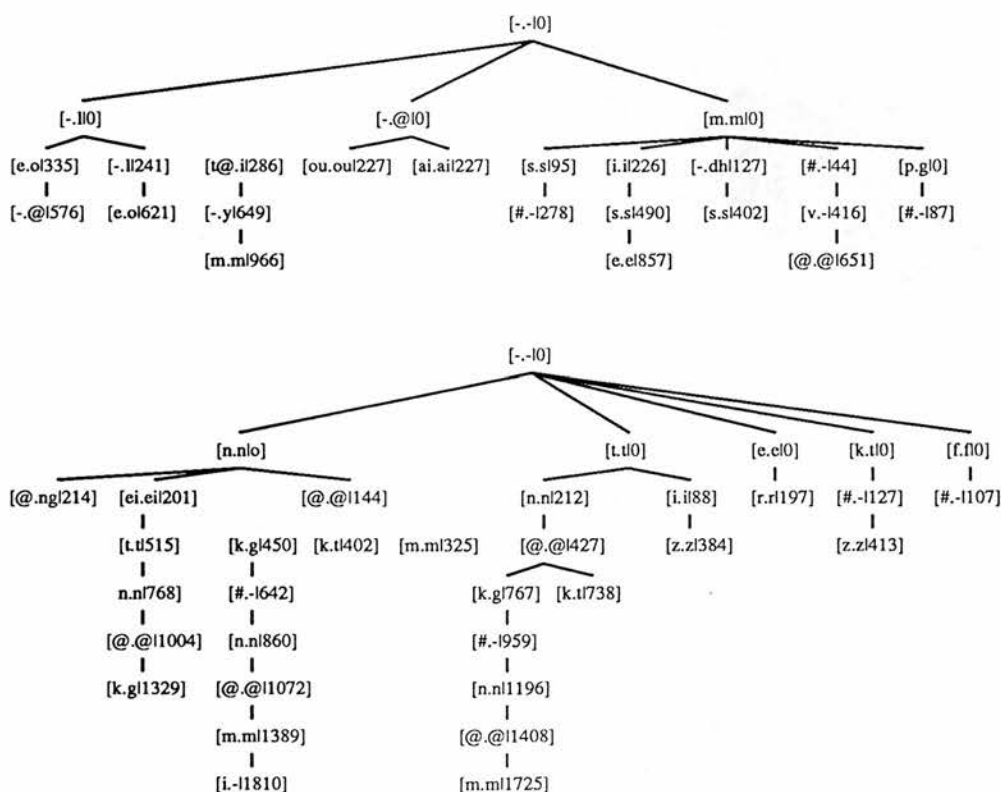 [-.-|0]
[-.l|0] [-.@|0] [m.m|0]
[e.o|335] [-.l|241] [t@.i|286] [ou.ou|227] [ai.ai|227] [s.s|95] [i.i|226] [-.dh|127] [#.-|44] [p.g|0]
[-.@|576] [e.o|621] [-.y|649] [#.-|278] [s.s|490] [s.s|402] [v.-|416] [#.-|87]
[m.m|966] [e.e|857] [@.@|651]
[-.-|0]
[n.n|o] [t.t|0] [e.e|0] [k.t|0] [f.f|0]
[@.ng|214] [ei.ei|201] [@.@|144] [n.n|212] [i.i|88] [r.r|197] [#.-|127] [#.-|107]
[t.t|515] [k.g|450] [k.t|402] [m.m|325] [@.@|427] [z.z|384] [z.z|413]
n.n|768] [#.-|642] [k.g|767] [k.t|738]
[@.@|1004] [n.n|860] [#.-|959]
[k.g|1329] [@.@|1072] [n.n|1196]
[m.m|1389] [@.@|1408]
[i.-|1810] [m.m|1725]